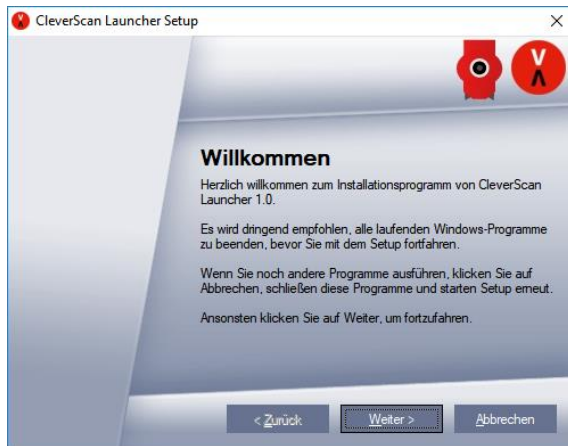 CleverScan Launcher Setup
Willkommen
Herzlich willkommen zum Installationsprogramm von CleverScan
Launcher 1.0.
Es wird dringend empfohlen, alle laufenden Windows-Programme
zu beenden, bevor Sie mit dem Setup fortfahren.
Wenn Sie noch andere Programme ausführen, klicken Sie auf
Abbrechen, schließen diese Programme und starten Setup erneut.
Ansonsten klicken Sie auf Weiter, um fortzufahren.
< Zurück Weiter > Abbrechen